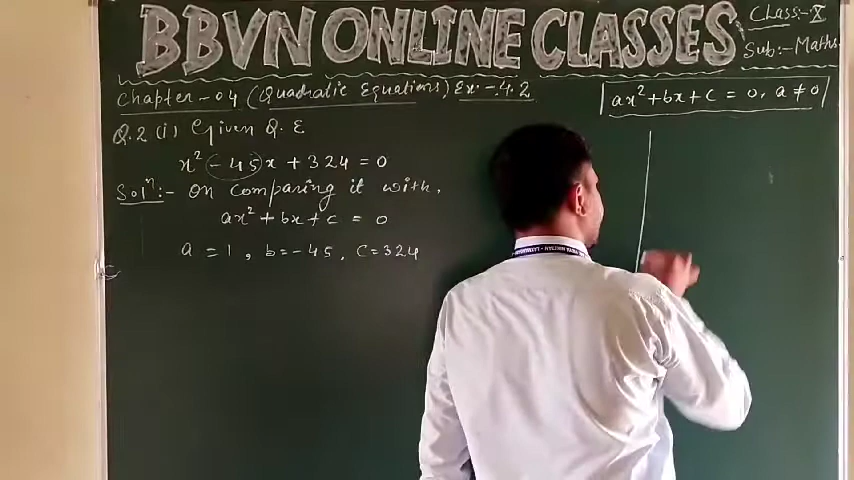 BBVN ONLINE CLASSES
Class:- X
Sub:- Maths
Chapter-04 (Quadratic Equations) Ex-4.2
ax² + bx + c = 0, a ≠ 0
Q.2 (i) Given Q.E
x² - 45x + 324 = 0
Solⁿ:- On comparing it with,
ax² + bx + c = 0
a = 1, b = -45, c = 324